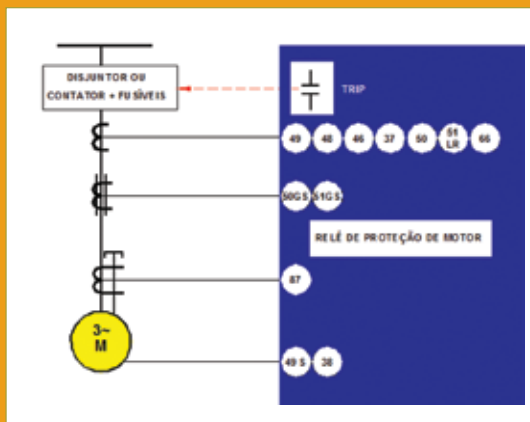 DISJUNTOR OU
CONTATOR + FUSÍVEIS
TRIP
49 48 46 37 50 51 LR 66
50GS 51GS
RELÉ DE PROTEÇÃO DE MOTOR
87
3~
M
49 S 38